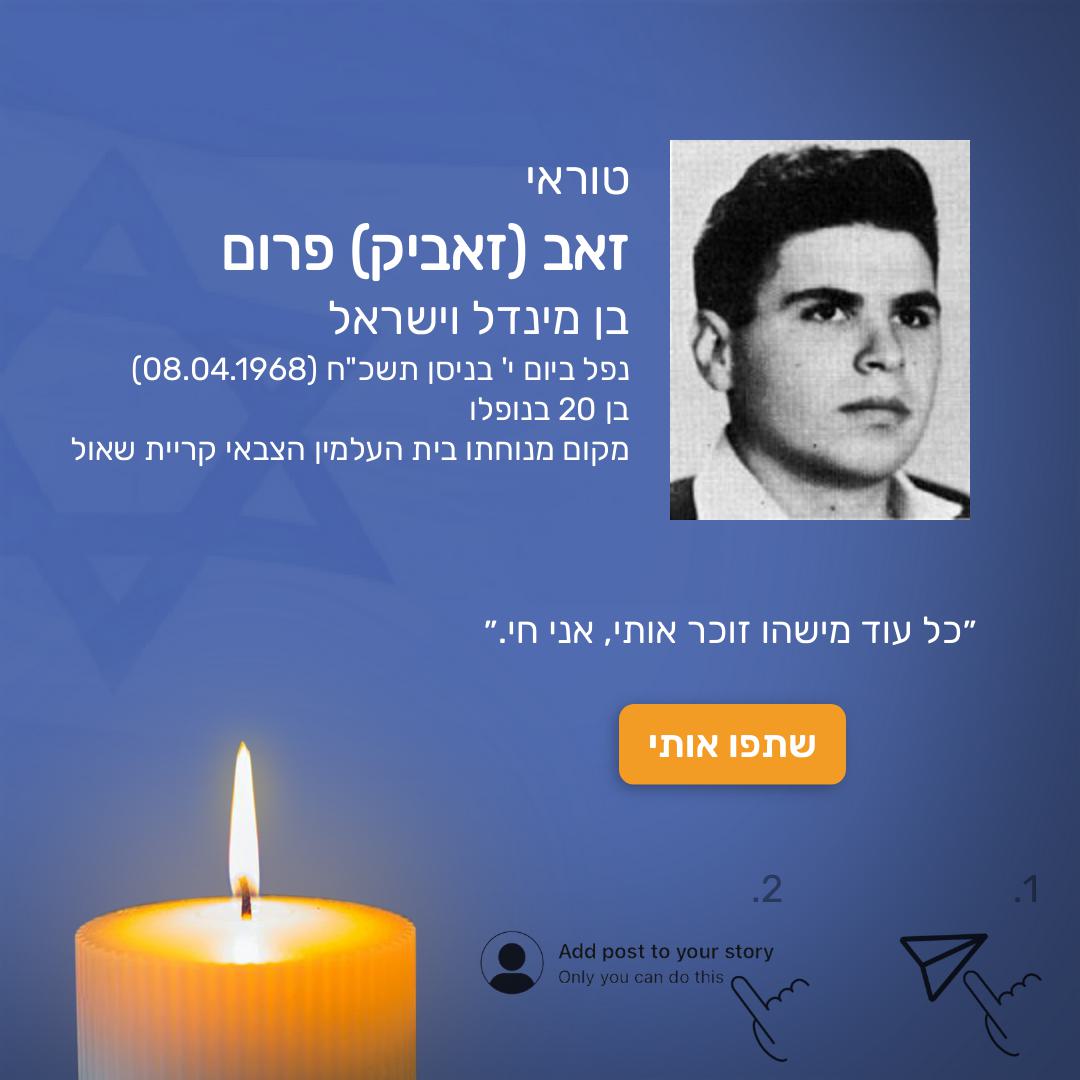 טוראי
זאב (זאביק) פרום
בן מינדל וישראל
נפל ביום י' בניסן תשכ"ח (08.04.1968)
בן 20 בנופלו
מקום מנוחתו בית העלמין הצבאי קריית שאול
״כל עוד מישהו זוכר אותי, אני חי.״
שתפו אותי
.1
.2
Add post to your story
Only you can do this